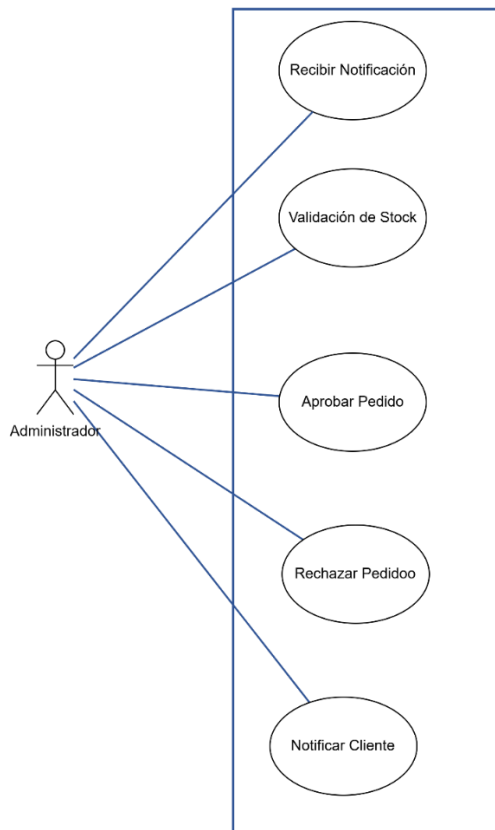 Recibir Notificación
Validación de Stock
Administrador
Aprobar Pedido
Rechazar Pedidoo
Notificar Cliente